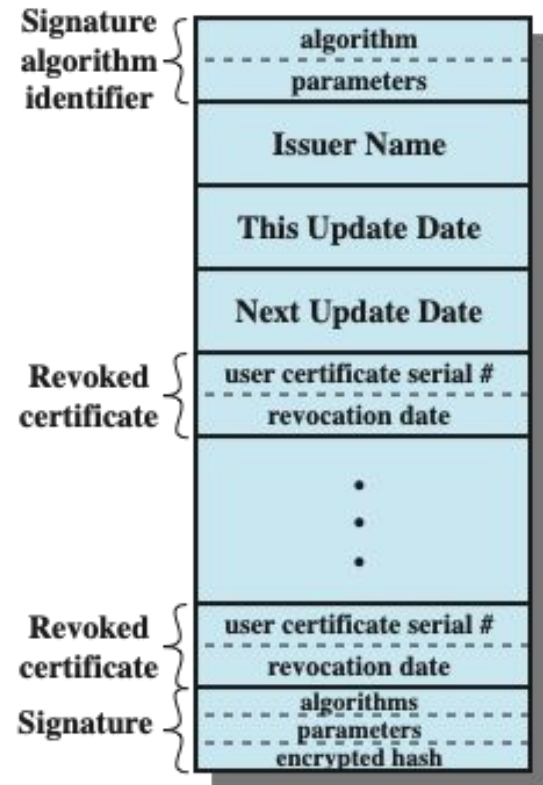 Signature
algorithm
identifier
algorithm
parameters
Issuer Name
This Update Date
Next Update Date
Revoked
certificate
user certificate serial #
revocation date
Revoked
certificate
user certificate serial #
revocation date
Signature
algorithms
parameters
encrypted hash